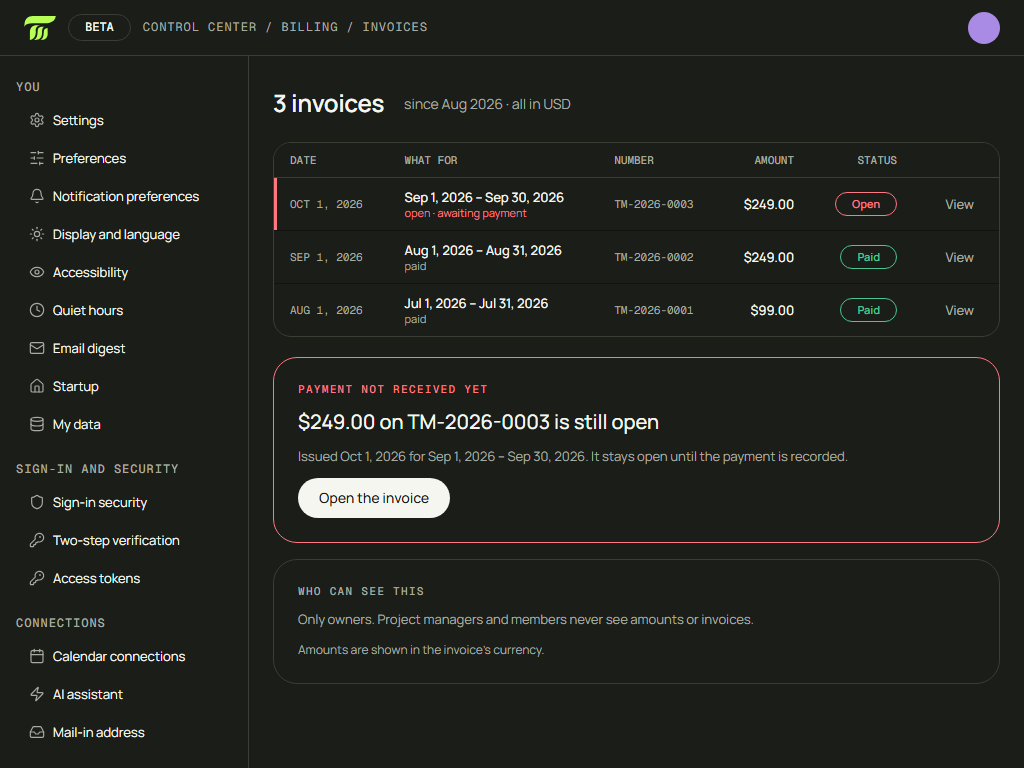 BETA CONTROL CENTER / BILLING / INVOICES
YOU
Settings
Preferences
Notification preferences
Display and language
Accessibility
Quiet hours
Email digest
Startup
My data
SIGN-IN AND SECURITY
Sign-in security
Two-step verification
Access tokens
CONNECTIONS
Calendar connections
AI assistant
Mail-in address
3 invoices since Aug 2026 · all in USD
DATE WHAT FOR NUMBER AMOUNT STATUS
OCT 1, 2026 Sep 1, 2026 – Sep 30, 2026 TM-2026-0003 $249.00 Open View
open · awaiting payment
SEP 1, 2026 Aug 1, 2026 – Aug 31, 2026 TM-2026-0002 $249.00 Paid View
paid
AUG 1, 2026 Jul 1, 2026 – Jul 31, 2026 TM-2026-0001 $99.00 Paid View
paid
PAYMENT NOT RECEIVED YET
$249.00 on TM-2026-0003 is still open
Issued Oct 1, 2026 for Sep 1, 2026 – Sep 30, 2026. It stays open until the payment is recorded.
Open the invoice
WHO CAN SEE THIS
Only owners. Project managers and members never see amounts or invoices.
Amounts are shown in the invoice's currency.